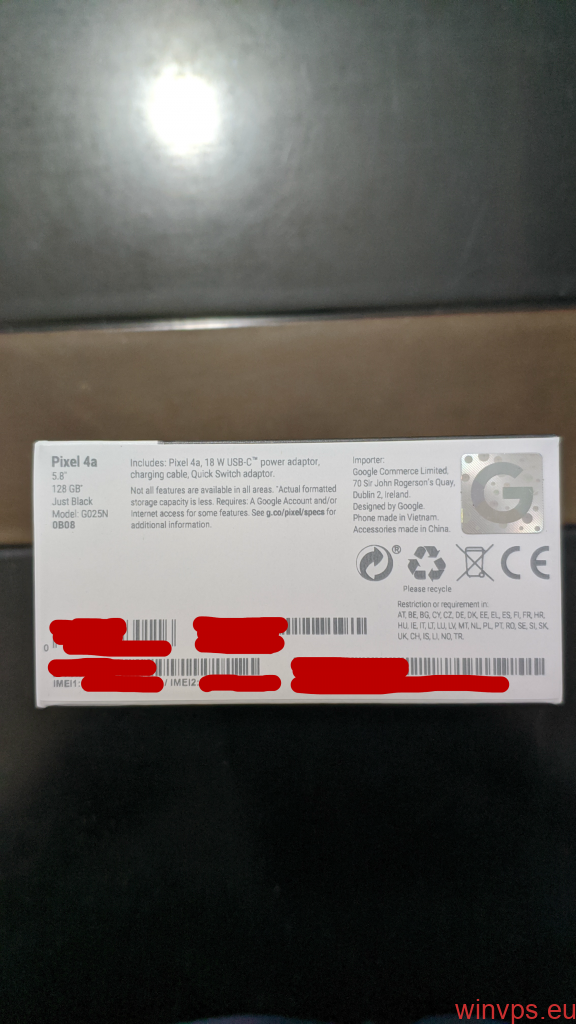 Pixel 4a
5.8"
128 GB*
Just Black
Model: G025N
0B08
Includes: Pixel 4a, 18 W USB-C™ power adaptor,
charging cable, Quick Switch adaptor.
Not all features are available in all areas. *Actual formatted
storage capacity is less. Requires: A Google Account and/or
internet access for some features. See g.co/pixel/specs for
additional information.
Importer:
Google Commerce Limited,
70 Sir John Rogerson's Quay,
Dublin 2, Ireland.
Designed by Google.
Phone made in Vietnam.
Accessories made in China.
G
® CE
Please recycle
Restriction or requirement in:
AT, BE, BG, CY, CZ, DE, DK, EE, EL, ES, FI, FR, HR,
HU, IE, IT, LT, LU, LV, MT, NL, PL, PT, RO, SE, SI, SK,
UK, CH, IS, LI, NO, TR.
0
IMEI1: / IMEI2:
winvps.eu